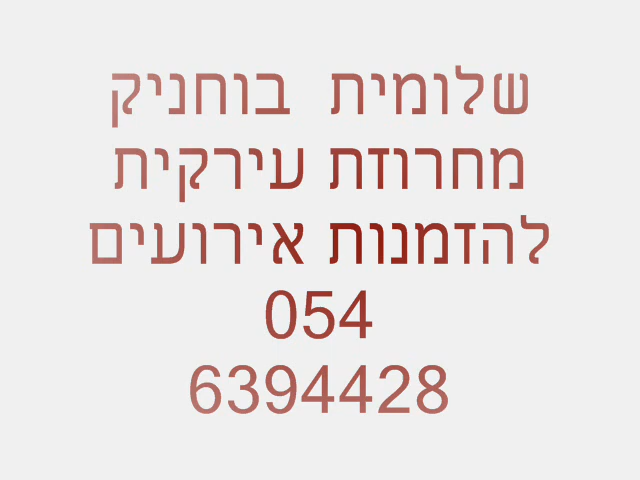 שלומית בוחניק
מחרוזת עירקית
להזמנות אירועים
054
6394428